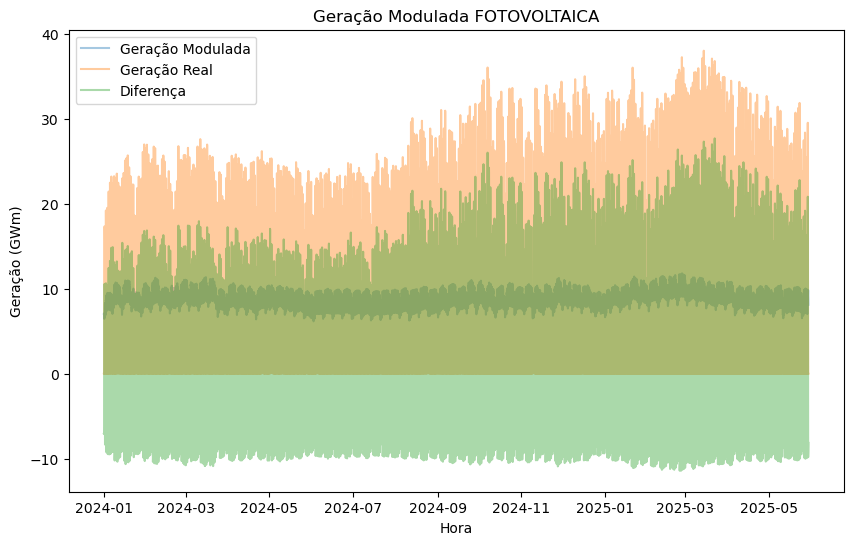 Geração Modulada FOTOVOLTAICA
Geração Modulada
Geração Real
Diferença
Geração (GWm)
40
30
20
10
0
−10
2024-01
2024-03
2024-05
2024-07
2024-09
2024-11
2025-01
2025-03
2025-05
Hora